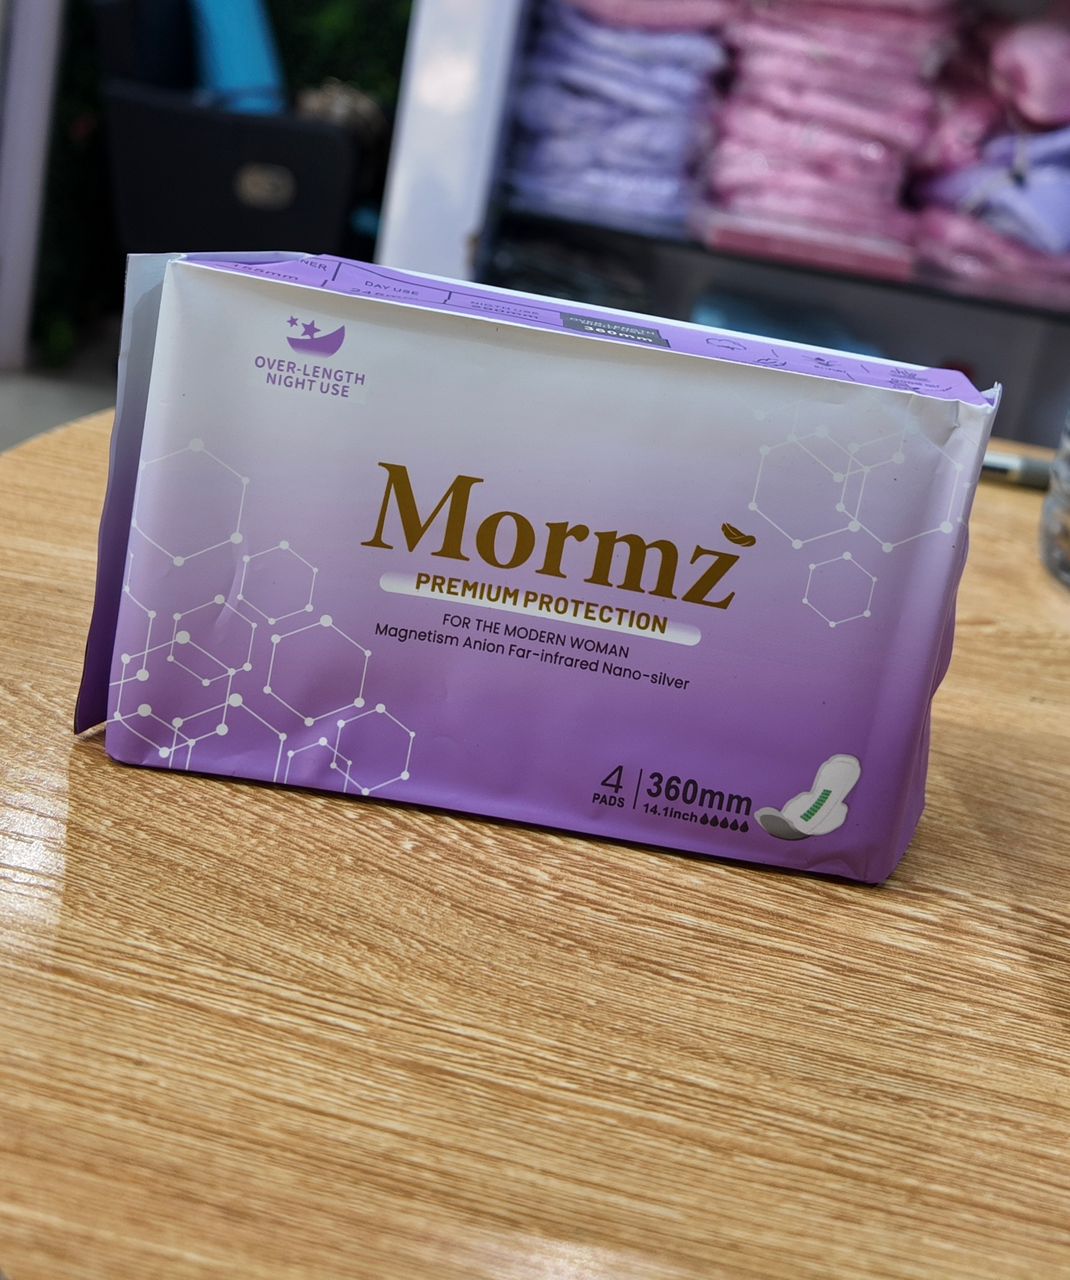 DAY USE
360mm
OVER-LENGTH
NIGHT USE
Mormz
PREMIUM PROTECTION
FOR THE MODERN WOMAN
Magnetism Anion Far-infrared Nano-silver
4
PADS
360mm
14.1inch